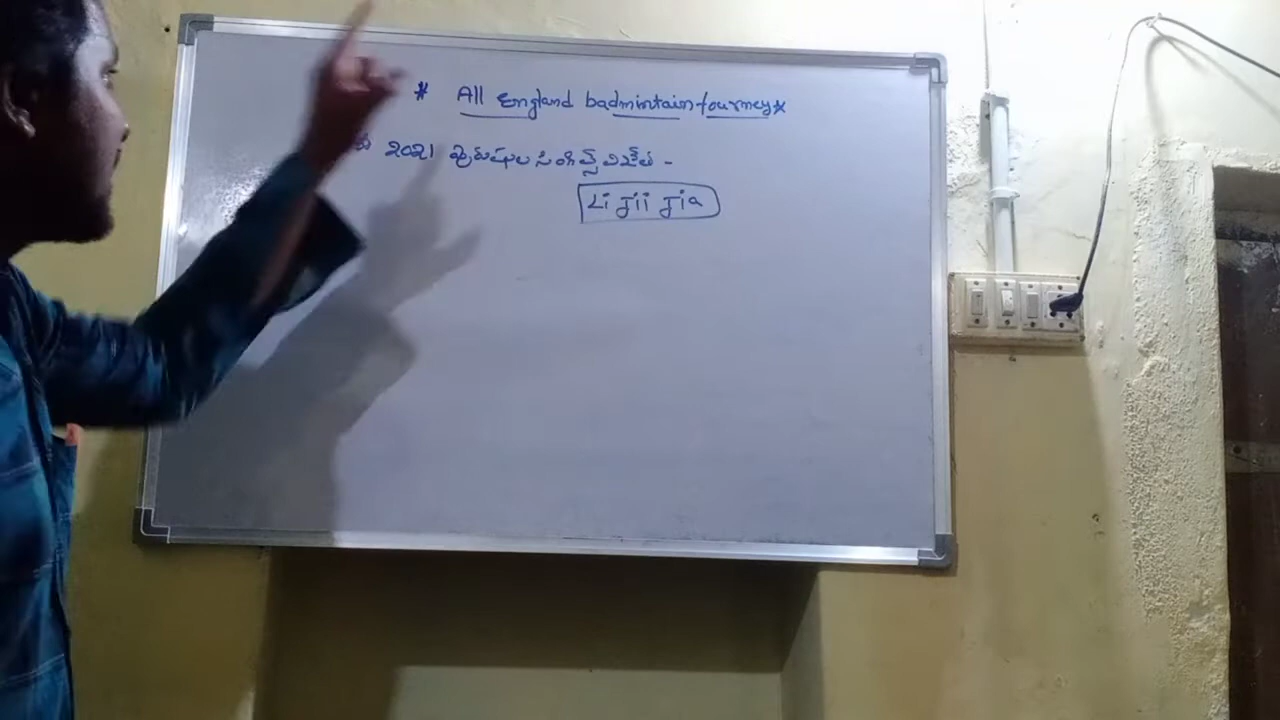 * All England badmintain tourney *
2021 పురుషుల సింగిల్స్ విజేత -
Li Jii Jia